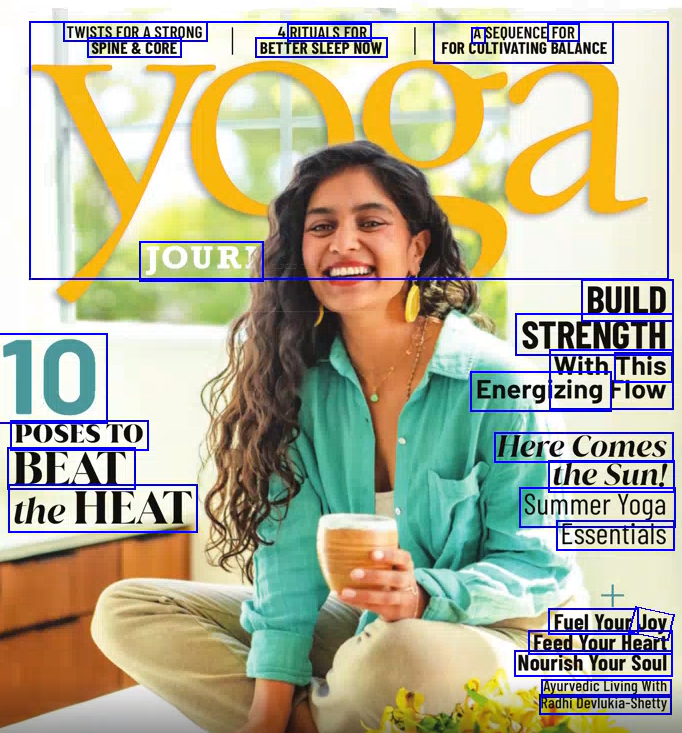 TWISTS FOR A STRONG
SPINE & CORE
4 RITUALS FOR
BETTER SLEEP NOW
A SEQUENCE FOR
FOR CULTIVATING BALANCE
yoga
JOUR
10
POSES TO
BEAT
the HEAT
BUILD
STRENGTH
With This
Energizing Flow
Here Comes
the Sun!
Summer Yoga
Essentials
+
Fuel Your Joy
Feed Your Heart
Nourish Your Soul
Ayurvedic Living With
Radhi Devlukia-Shetty